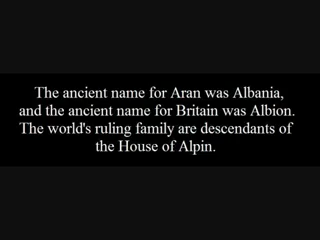 The ancient name for Aran was Albania,
and the ancient name for Britain was Albion.
The world's ruling family are descendants of
the House of Alpin.